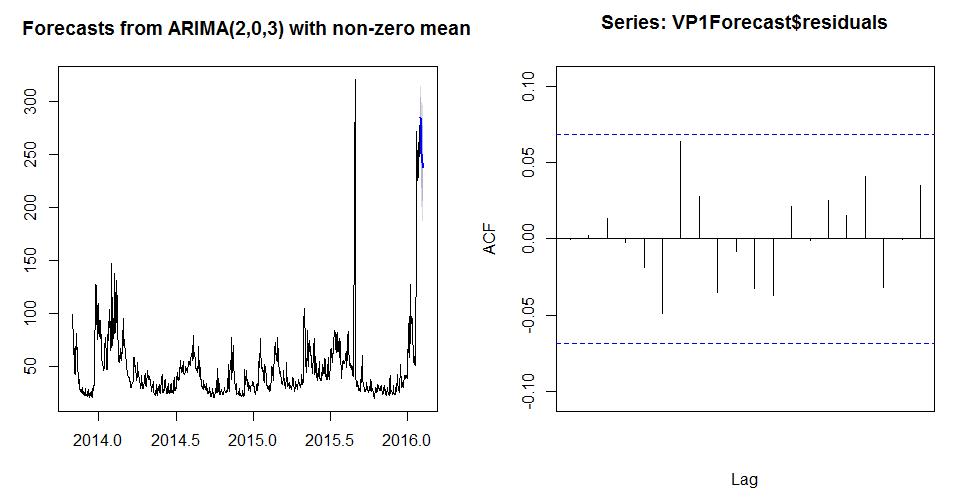 Forecasts from ARIMA(2,0,3) with non-zero mean
300
250
200
150
100
50
2014.0 2014.5 2015.0 2015.5 2016.0
Series: VP1Forecast$residuals
ACF
0.10
0.05
0.00
-0.05
-0.10
Lag